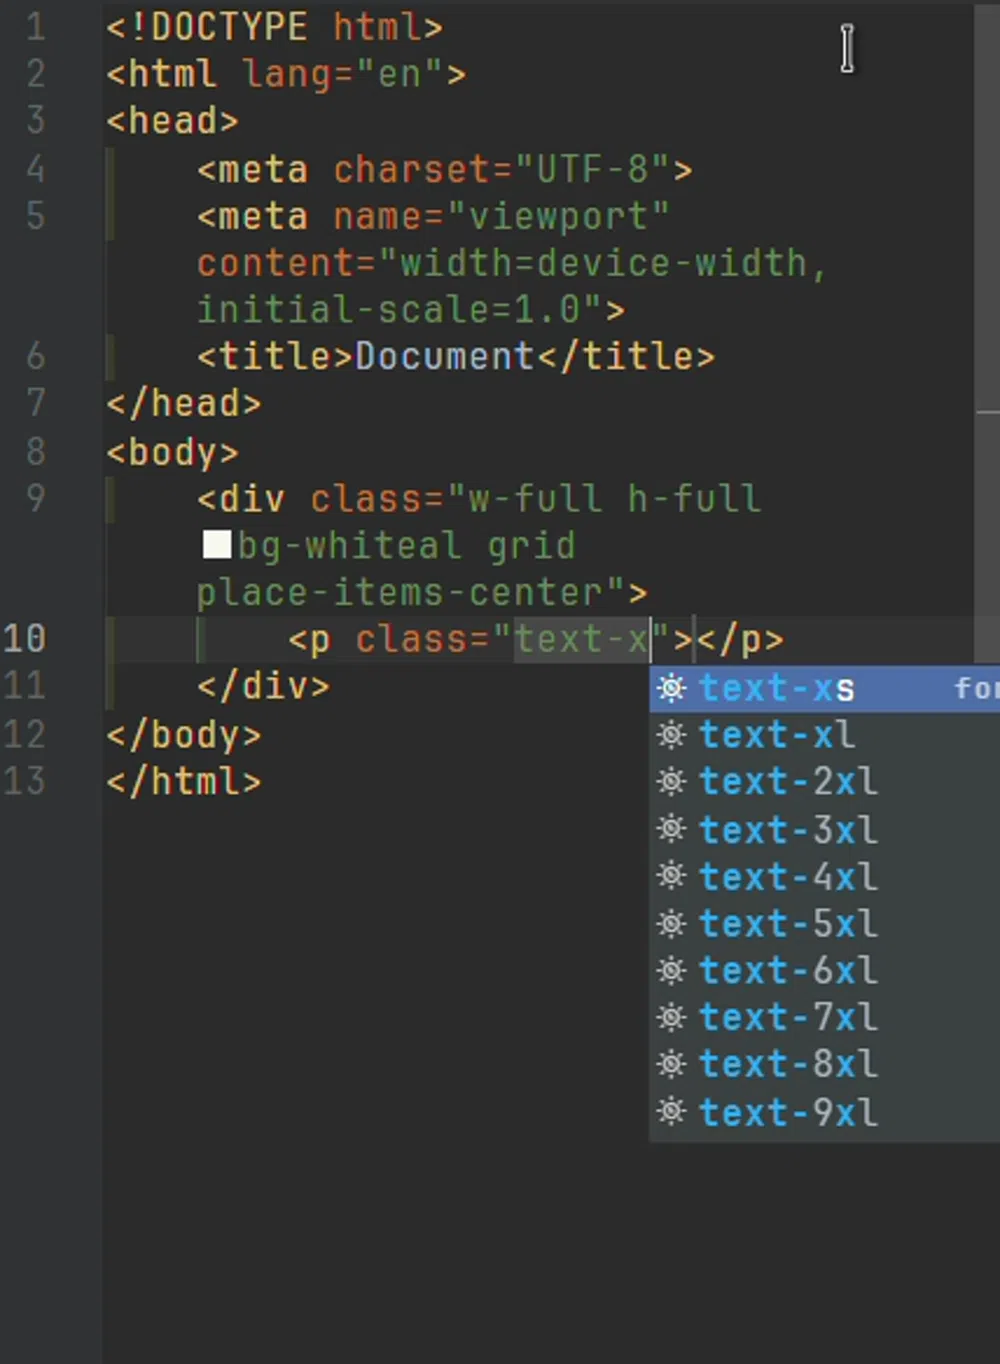 1 <!DOCTYPE html>
2 <html lang="en">
3 <head>
4 <meta charset="UTF-8">
5 <meta name="viewport"
content="width=device-width,
initial-scale=1.0">
6 <title>Document</title>
7 </head>
8 <body>
9 <div class="w-full h-full
bg-whiteal grid
place-items-center">
10 <p class="text-x"></p>
11 </div>
text-xs
12 </body>
text-xl
13 </html>
text-2xl
text-3xl
text-4xl
text-5xl
text-6xl
text-7xl
text-8xl
text-9xl